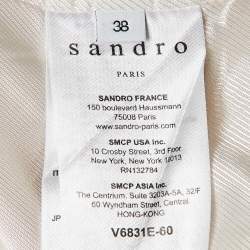 38
sandro
PARIS
SANDRO FRANCE
150 boulevard Haussmann
75008 Paris
www.sandro-paris.com
SMCP USA Inc.
10 Crosby Street, 3rd Floor
New York, New York 10013
RN132784
SMCP ASIA Inc.
The Centrium, Suite 3203A-5A, 32/F
60 Wyndham Street, Central
HONG-KONG
V6831E-60
JP